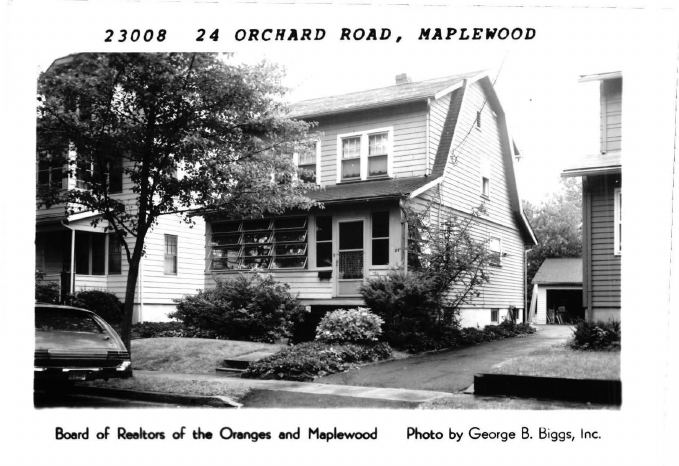 23008 24 ORCHARD ROAD, MAPLEWOOD
Board of Realtors of the Oranges and Maplewood Photo by George B. Biggs, Inc.